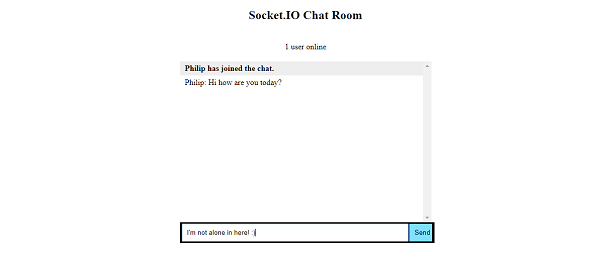 Socket.IO Chat Room
1 user online
Philip has joined the chat.
Philip: Hi how are you today?
I'm not alone in here! :)
Send